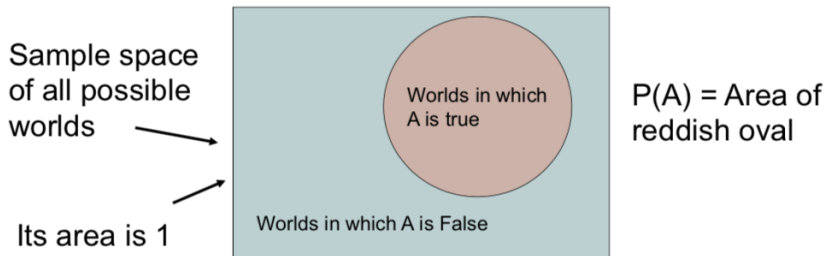 Sample space
of all possible
worlds
Its area is 1
Worlds in which
A is true
Worlds in which A is False
P(A) = Area of
reddish oval